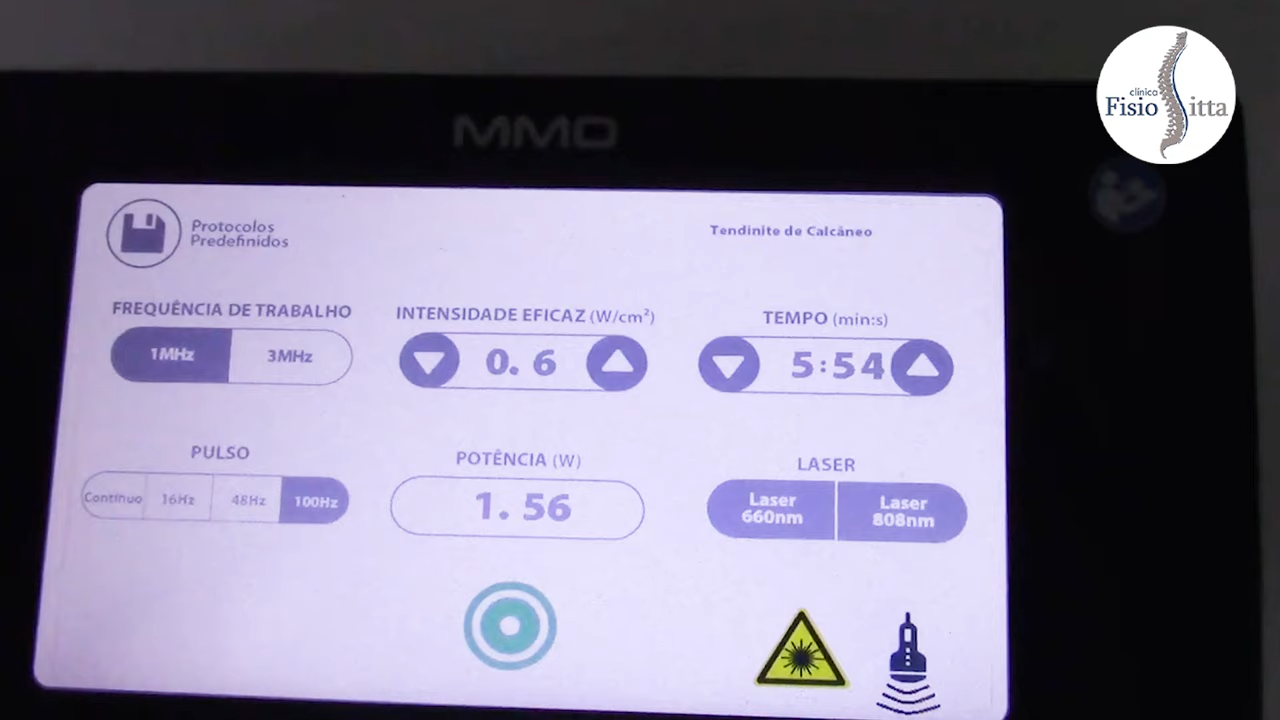 clínica
Fisio Sitta
MMO
Protocolos
Predefinidos
Tendinite de Calcâneo
FREQUÊNCIA DE TRABALHO
1MHz 3MHz
INTENSIDADE EFICAZ (W/cm²)
0. 6
TEMPO (min:s)
5:54
PULSO
Contínuo 16Hz 48Hz 100Hz
POTÊNCIA (W)
1. 56
LASER
Laser
660nm
Laser
808nm